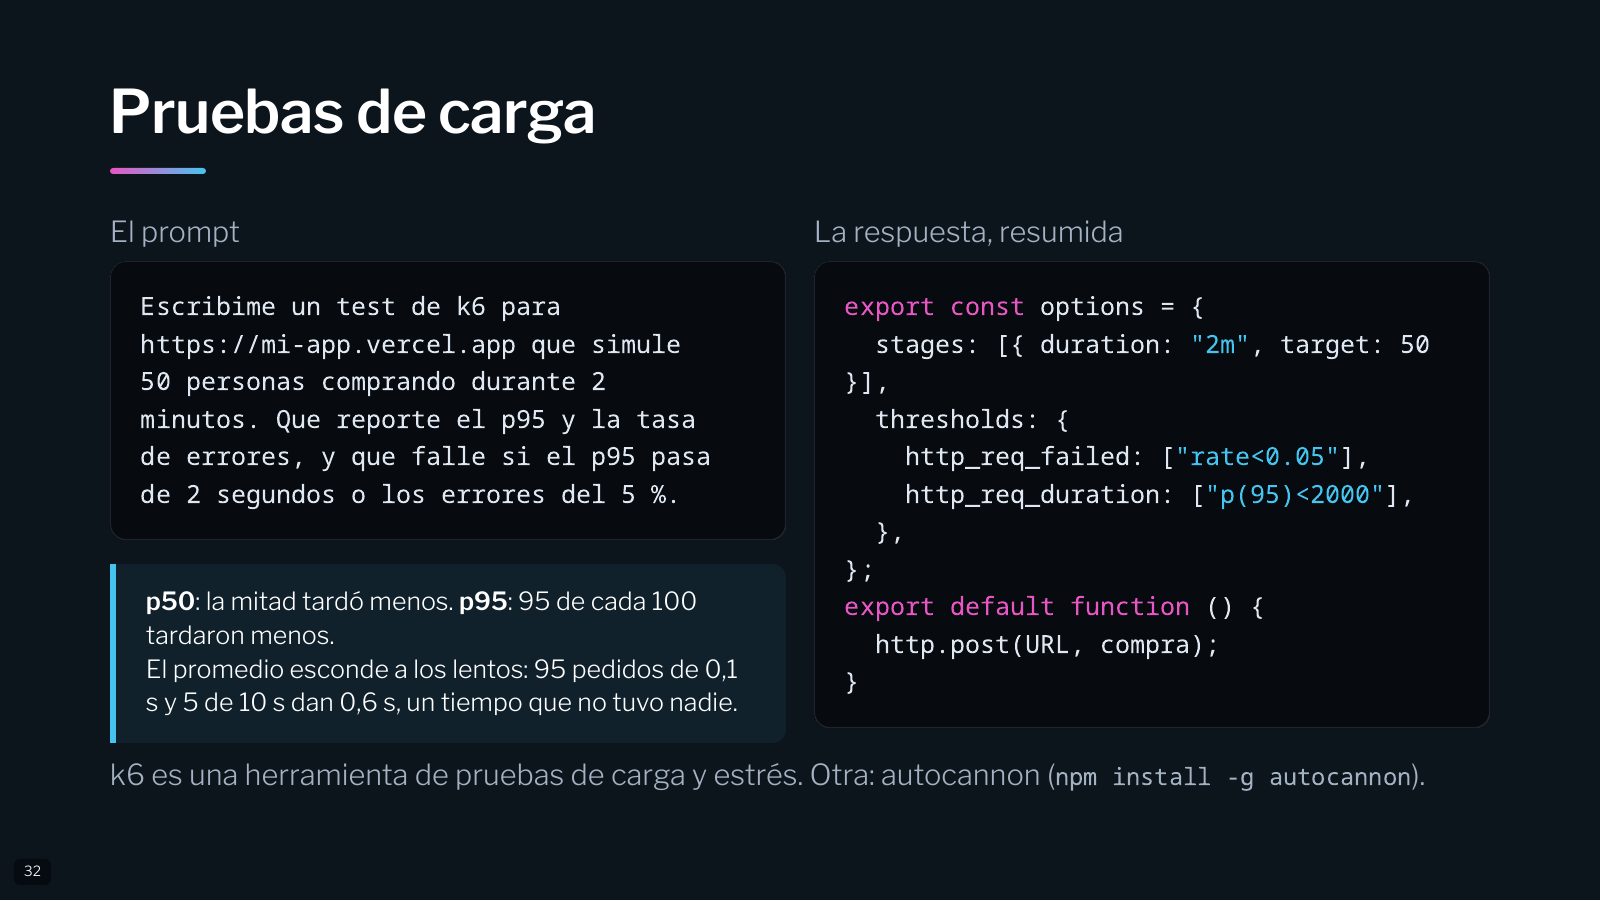 Pruebas de carga
El prompt
Escribime un test de k6 para
https://mi-app.vercel.app que simule
50 personas comprando durante 2
minutos. Que reporte el p95 y la tasa
de errores, y que falle si el p95 pasa
de 2 segundos o los errores del 5 %.
p50: la mitad tardó menos. p95: 95 de cada 100
tardaron menos.
El promedio esconde a los lentos: 95 pedidos de 0,1
s y 5 de 10 s dan 0,6 s, un tiempo que no tuvo nadie.
La respuesta, resumida
export const options = {
  stages: [{ duration: "2m", target: 50
}],
  thresholds: {
    http_req_failed: ["rate<0.05"],
    http_req_duration: ["p(95)<2000"],
  },
};
export default function () {
  http.post(URL, compra);
}
k6 es una herramienta de pruebas de carga y estrés. Otra: autocannon (npm install -g autocannon).
32